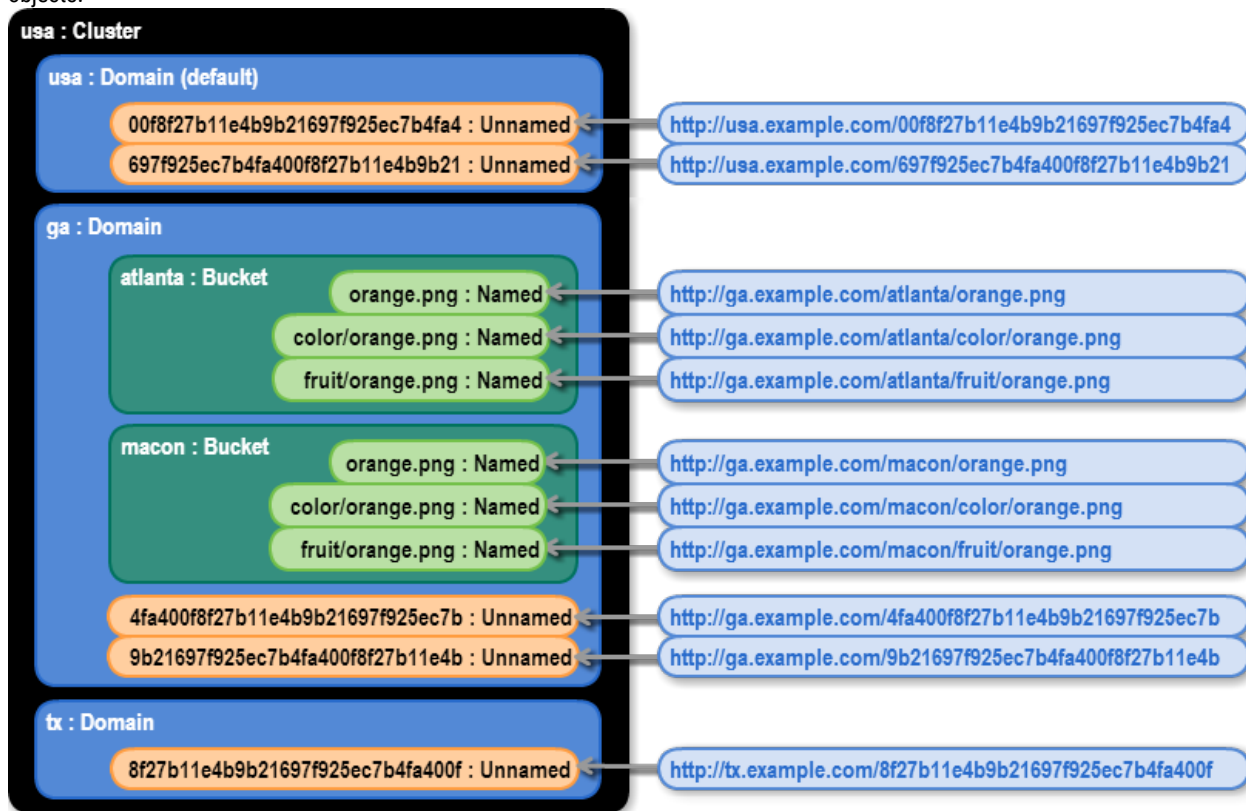 objects.
usa : Cluster
usa : Domain (default)
00f8f27b11e4b9b21697f925ec7b4fa4 : Unnamed
http://usa.example.com/00f8f27b11e4b9b21697f925ec7b4fa4
697f925ec7b4fa400f8f27b11e4b9b21 : Unnamed
http://usa.example.com/697f925ec7b4fa400f8f27b11e4b9b21
ga : Domain
atlanta : Bucket
orange.png : Named
http://ga.example.com/atlanta/orange.png
color/orange.png : Named
http://ga.example.com/atlanta/color/orange.png
fruit/orange.png : Named
http://ga.example.com/atlanta/fruit/orange.png
macon : Bucket
orange.png : Named
http://ga.example.com/macon/orange.png
color/orange.png : Named
http://ga.example.com/macon/color/orange.png
fruit/orange.png : Named
http://ga.example.com/macon/fruit/orange.png
4fa400f8f27b11e4b9b21697f925ec7b : Unnamed
http://ga.example.com/4fa400f8f27b11e4b9b21697f925ec7b
9b21697f925ec7b4fa400f8f27b11e4b : Unnamed
http://ga.example.com/9b21697f925ec7b4fa400f8f27b11e4b
tx : Domain
8f27b11e4b9b21697f925ec7b4fa400f : Unnamed
http://tx.example.com/8f27b11e4b9b21697f925ec7b4fa400f